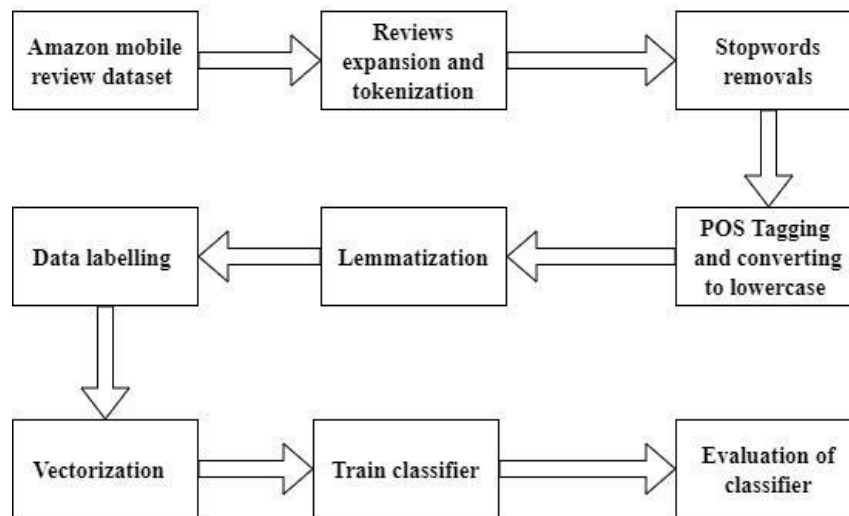 Amazon mobile
review dataset
Reviews
expansion and
tokenization
Stopwords
removals
Data labelling
Lemmatization
POS Tagging
and converting
to lowercase
Vectorization
Train classifier
Evaluation of
classifier